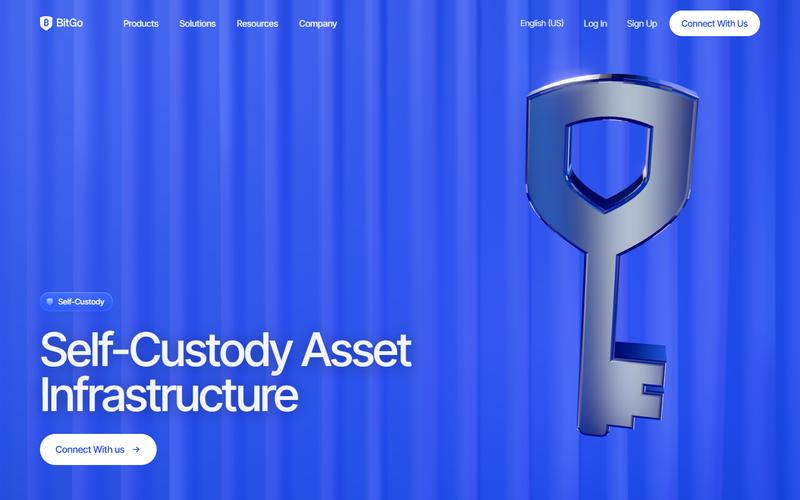 BitGo
Products
Solutions
Resources
Company
English (US)
Log In
Sign Up
Connect With Us
Self-Custody
Self-Custody Asset
Infrastructure
Connect With us →